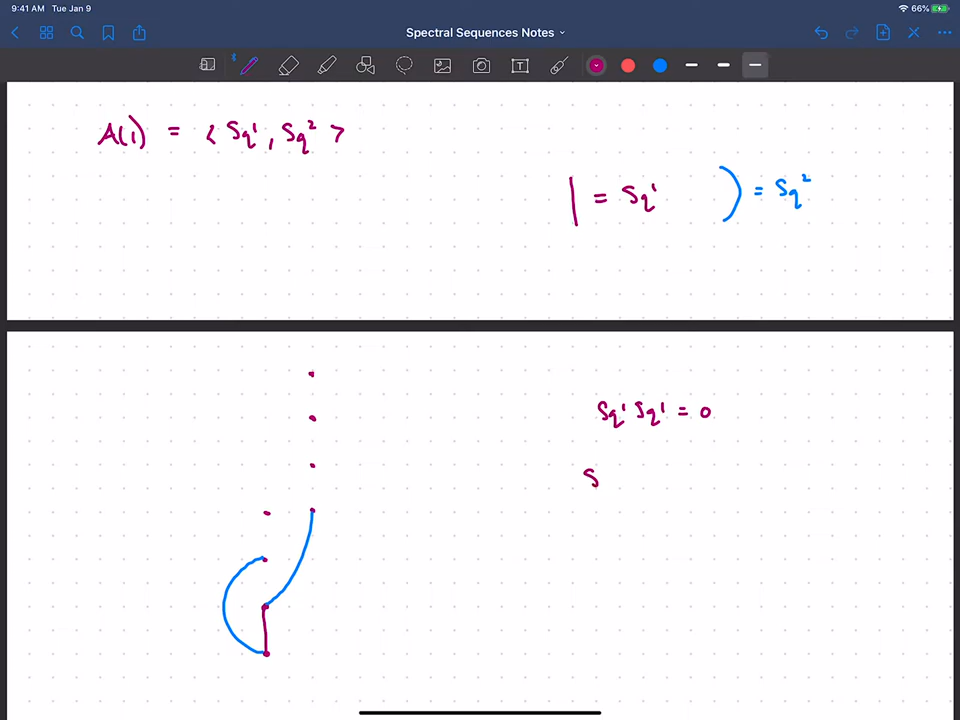 9:41 AM Tue Jan 9
66%
Spectral Sequences Notes
T
A(1) = < Sq¹, Sq² >
| = Sq¹
) = Sq²
Sq¹ Sq¹ = 0
S